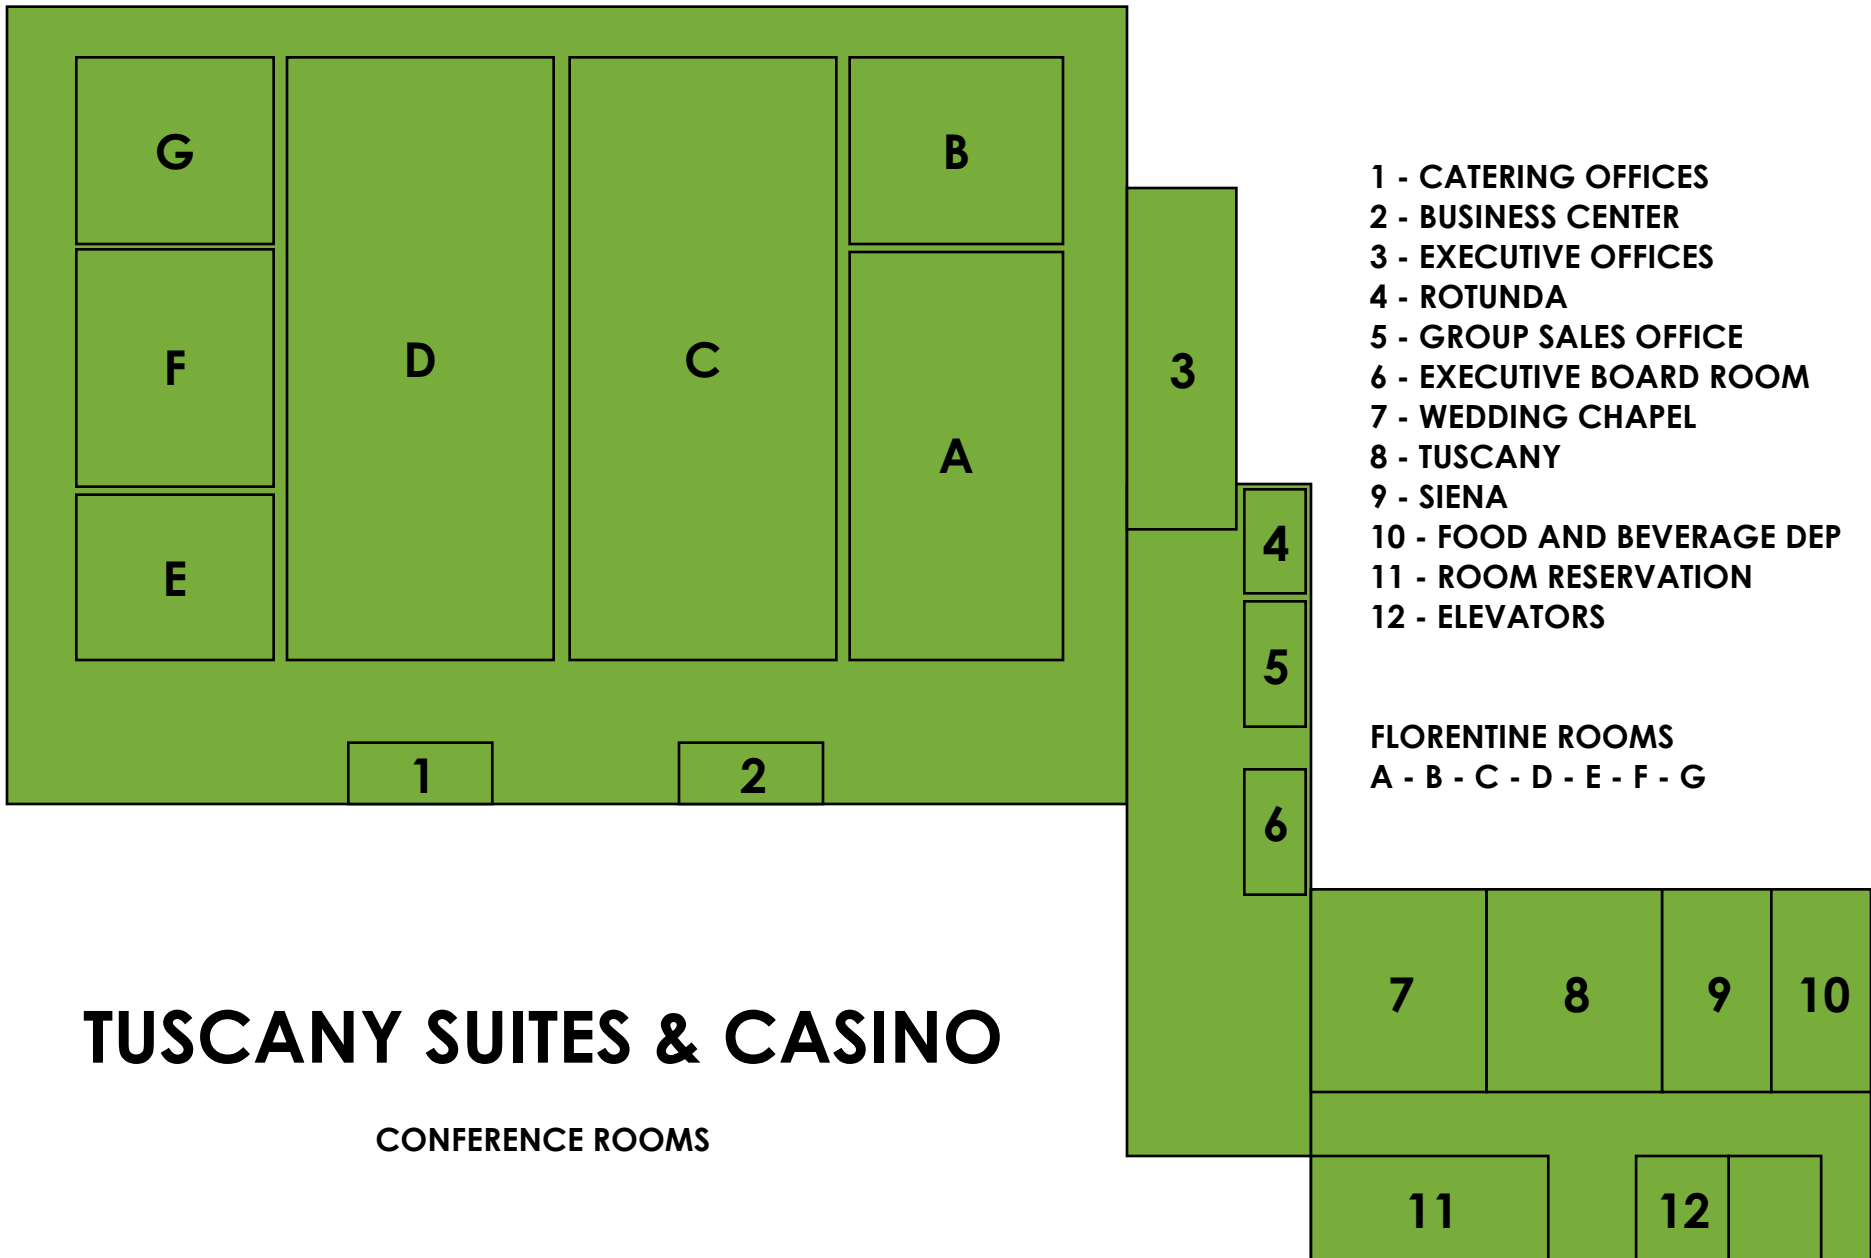 G
B
F
D
C
3
A
4
E
5
1
2
6
1 - CATERING OFFICES
2 - BUSINESS CENTER
3 - EXECUTIVE OFFICES
4 - ROTUNDA
5 - GROUP SALES OFFICE
6 - EXECUTIVE BOARD ROOM
7 - WEDDING CHAPEL
8 - TUSCANY
9 - SIENA
10 - FOOD AND BEVERAGE DEP
11 - ROOM RESERVATION
12 - ELEVATORS
FLORENTINE ROOMS
A - B - C - D - E - F - G
7
8
9
10
11
12
TUSCANY SUITES & CASINO
CONFERENCE ROOMS